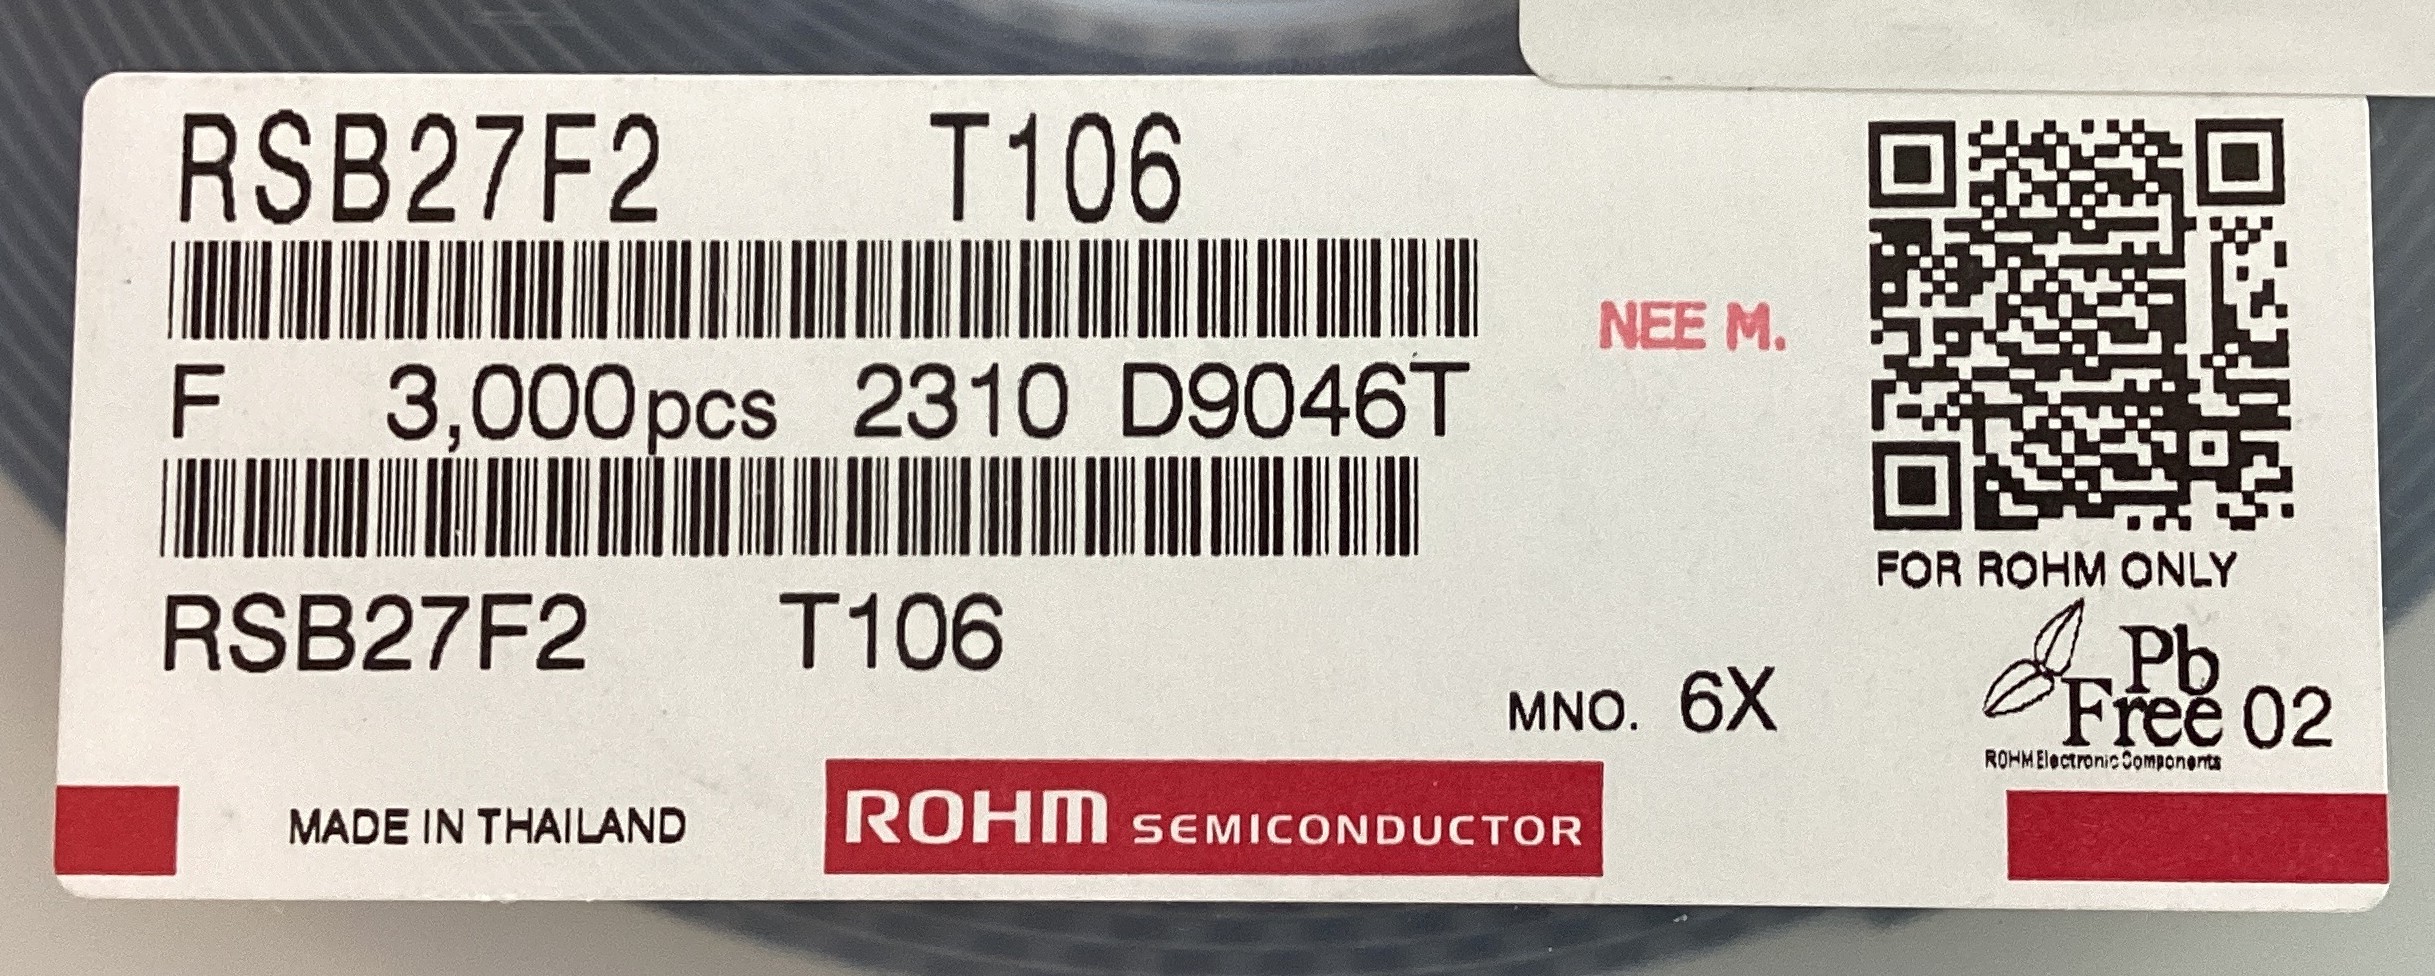 RSB27F2 T106
NEE M.
F 3,000pcs 2310 D9046T
FOR ROHM ONLY
RSB27F2 T106
MNO. 6X
Pb
Free 02
ROHM Electronic Components
MADE IN THAILAND
ROHM SEMICONDUCTOR